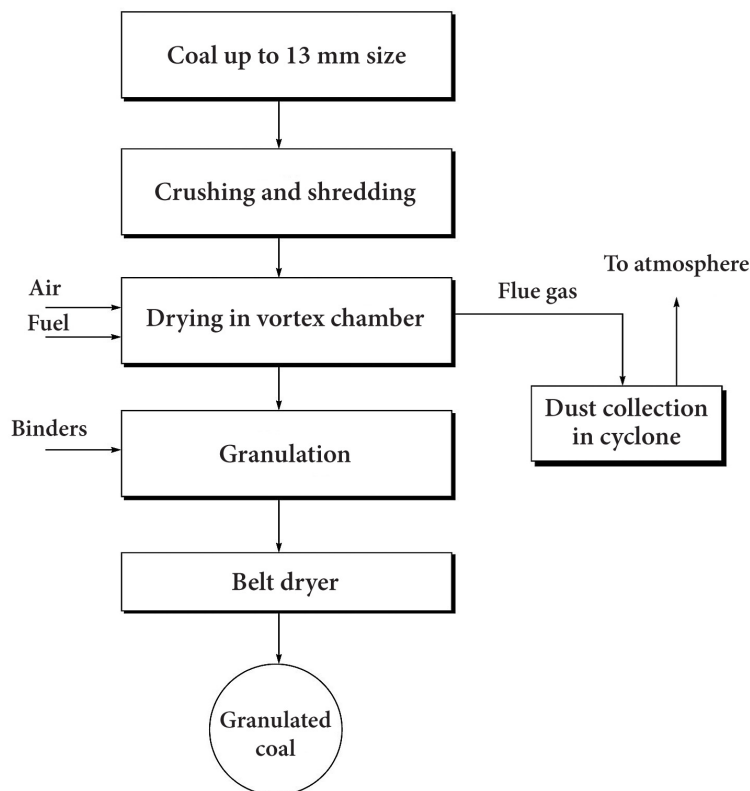 Coal up to 13 mm size
Crushing and shredding
To atmosphere
Air
Flue gas
Fuel
Drying in vortex chamber
Dust collection
in cyclone
Binders
Granulation
Belt dryer
Granulated
coal